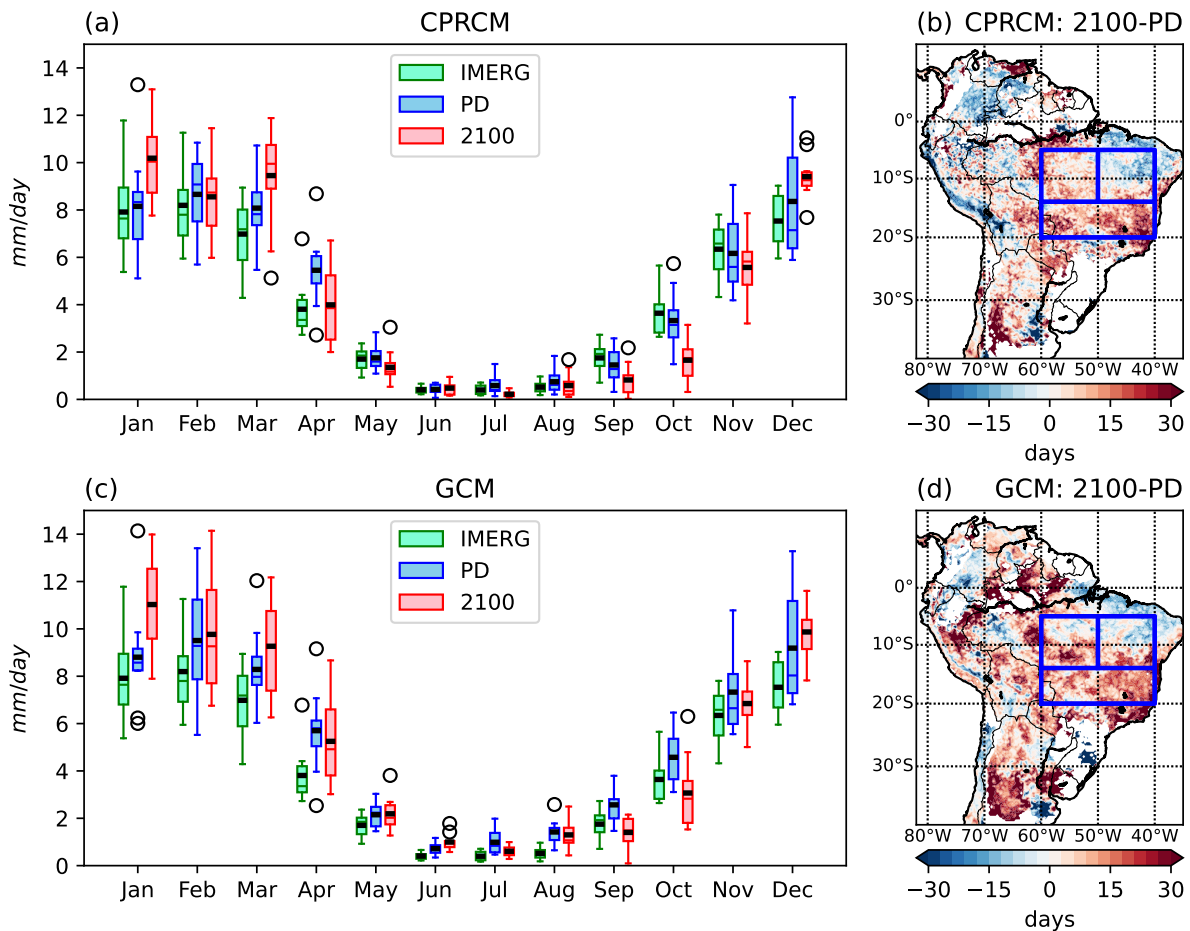 (a) CPRCM
mm/day
14
12
10
8
6
4
2
0
IMERG
PD
2100
Jan Feb Mar Apr May Jun Jul Aug Sep Oct Nov Dec
(b) CPRCM: 2100-PD
0°
10°S
20°S
30°S
80°W 70°W 60°W 50°W 40°W
−30 −15 0 15 30
days
(c) GCM
mm/day
14
12
10
8
6
4
2
0
IMERG
PD
2100
Jan Feb Mar Apr May Jun Jul Aug Sep Oct Nov Dec
(d) GCM: 2100-PD
0°
10°S
20°S
30°S
80°W 70°W 60°W 50°W 40°W
−30 −15 0 15 30
days